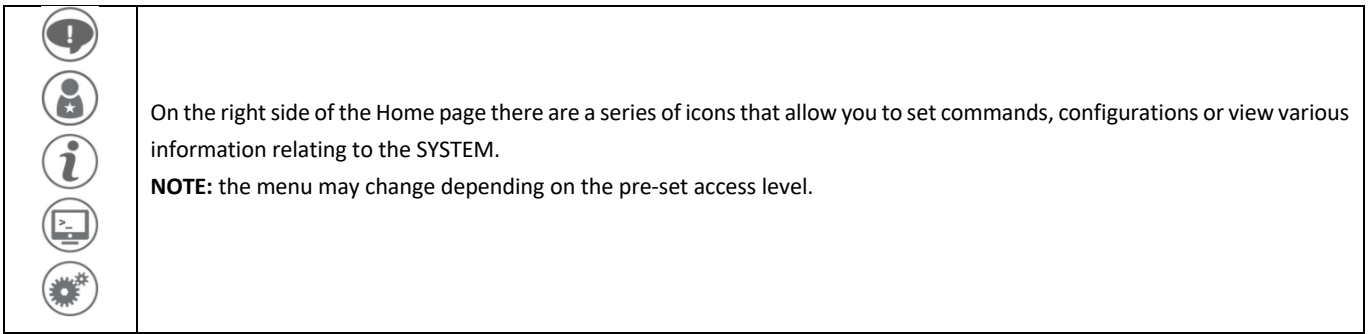 On the right side of the Home page there are a series of icons that allow you to set commands, configurations or view various
information relating to the SYSTEM.
NOTE: the menu may change depending on the pre-set access level.